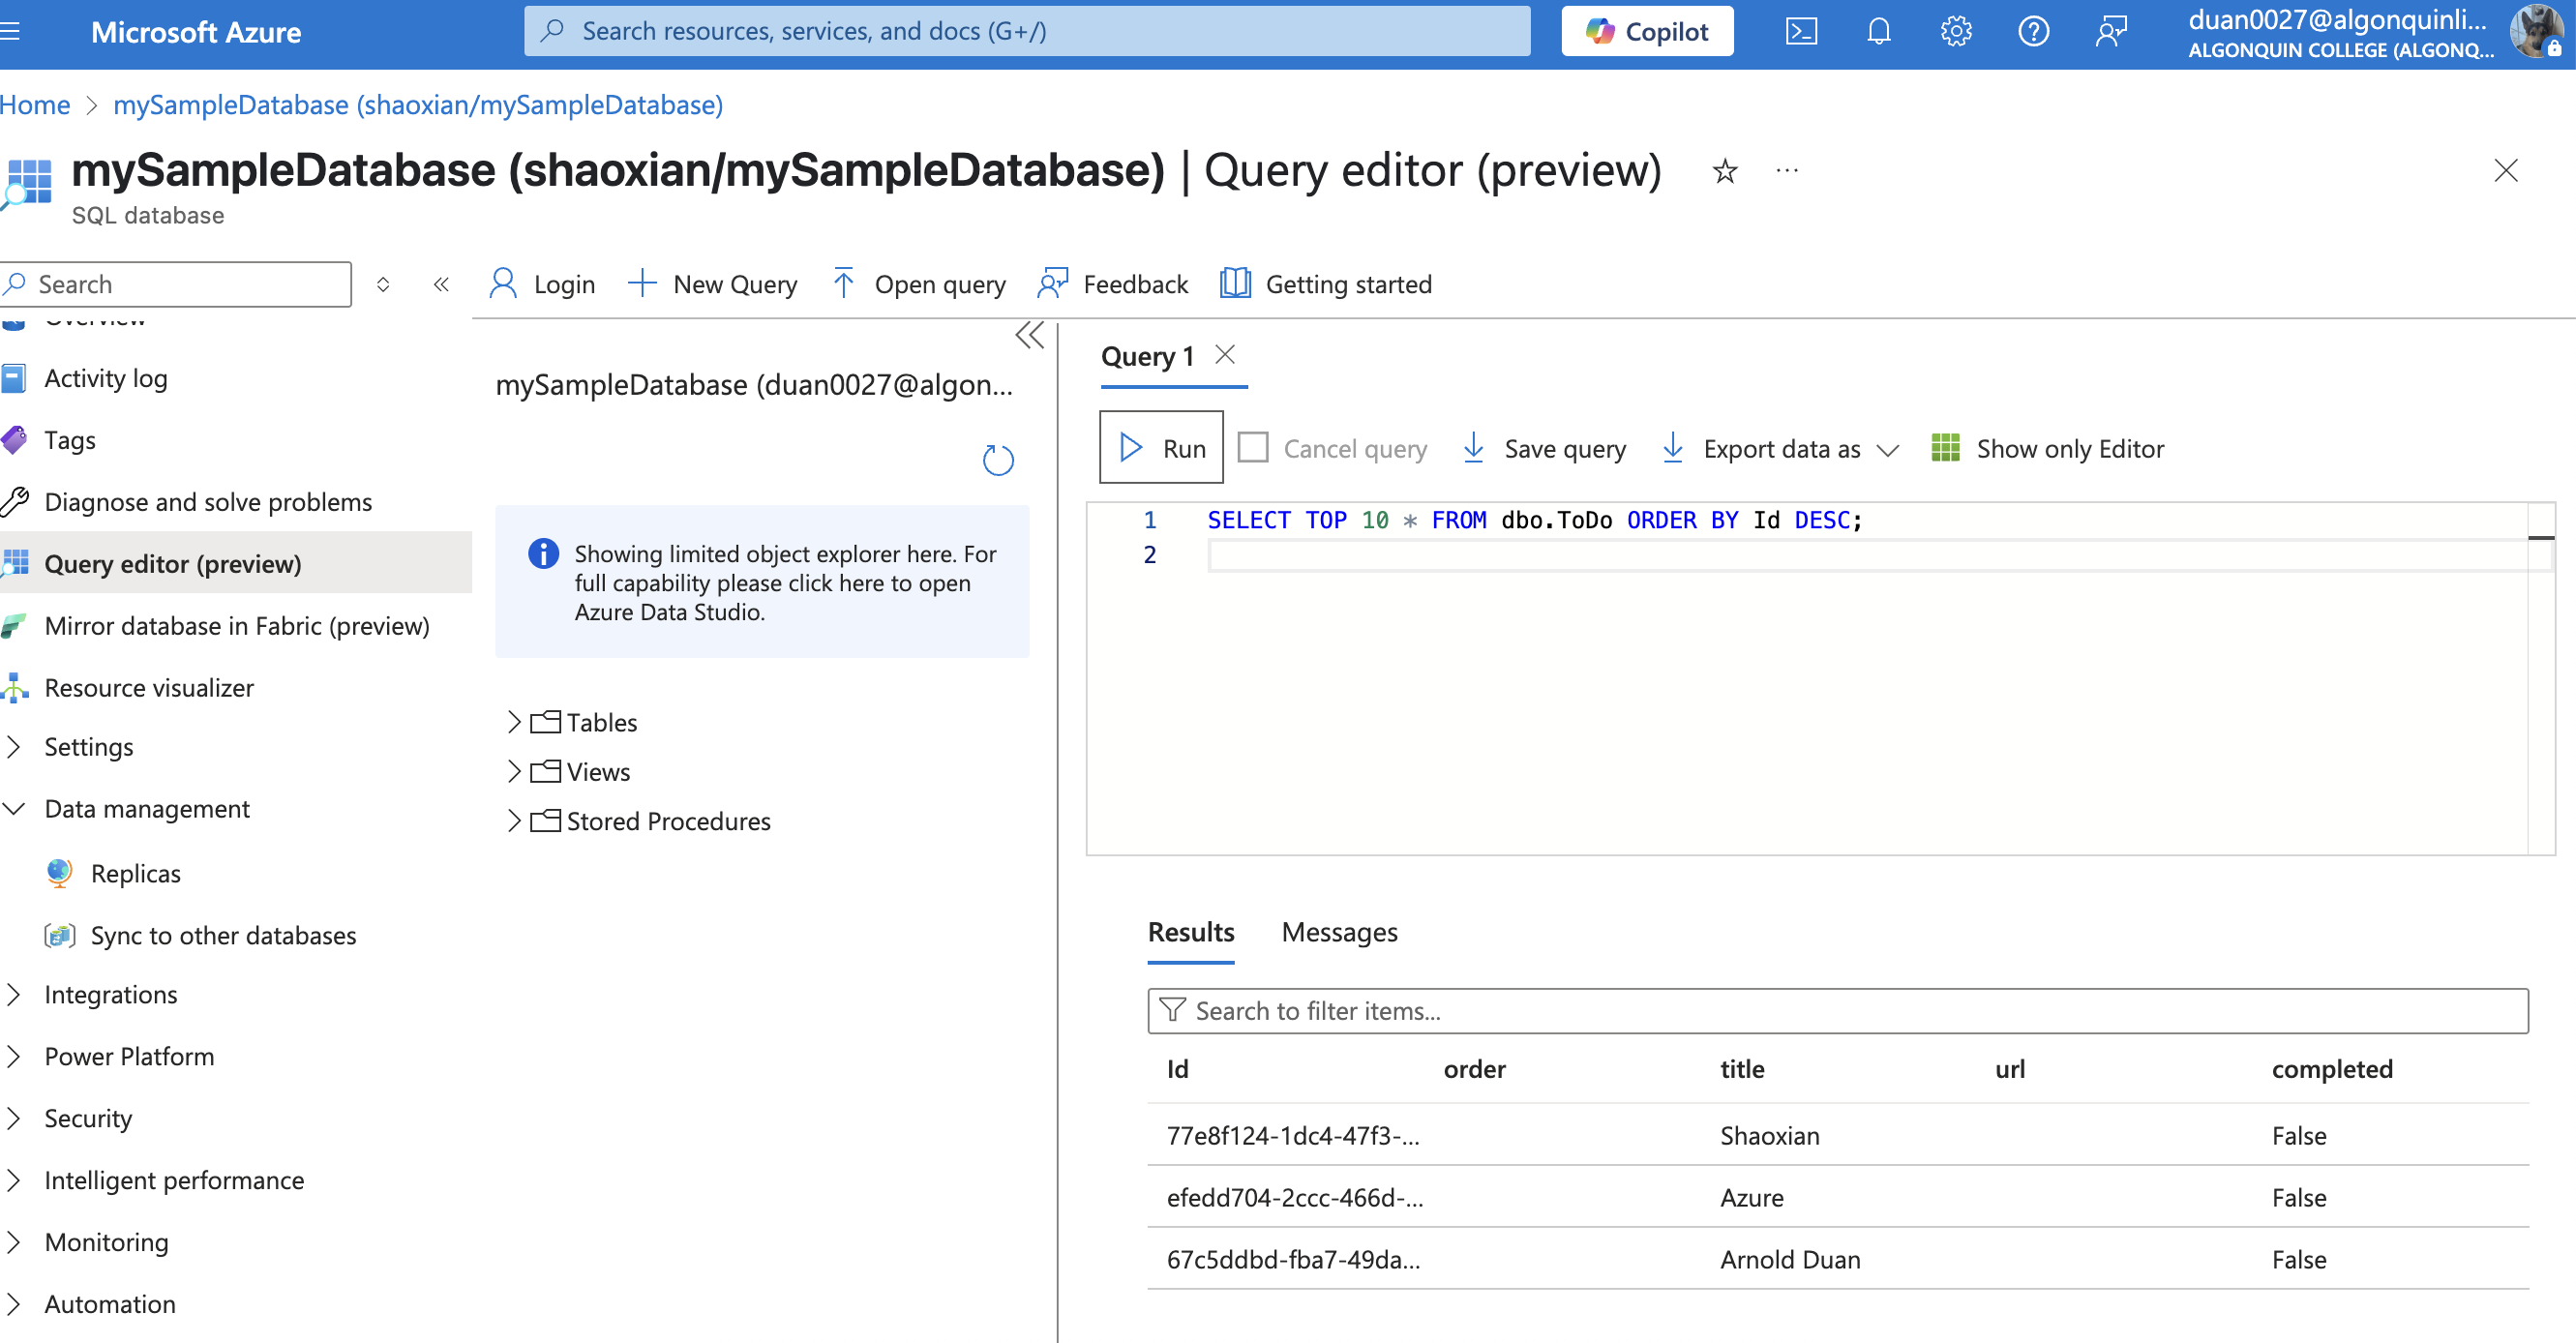 Microsoft Azure
Search resources, services, and docs (G+/)
Copilot
duan0027@algonquinli...
ALGONQUIN COLLEGE (ALGONQ...
Home
mySampleDatabase (shaoxian/mySampleDatabase)
mySampleDatabase (shaoxian/mySampleDatabase) | Query editor (preview)
SQL database
Search
Overview
Activity log
Tags
Diagnose and solve problems
Query editor (preview)
Mirror database in Fabric (preview)
Resource visualizer
Settings
Data management
Replicas
Sync to other databases
Integrations
Power Platform
Security
Intelligent performance
Monitoring
Automation
Login
New Query
Open query
Feedback
Getting started
mySampleDatabase (duan0027@algon...
Showing limited object explorer here. For
full capability please click here to open
Azure Data Studio.
Tables
Views
Stored Procedures
Query 1
Run
Cancel query
Save query
Export data as
Show only Editor
1 SELECT TOP 10 * FROM dbo.ToDo ORDER BY Id DESC;
2
Results Messages
Search to filter items...
Id order title url completed
77e8f124-1dc4-47f3-... Shaoxian False
efedd704-2ccc-466d-... Azure False
67c5ddbd-fba7-49da... Arnold Duan False